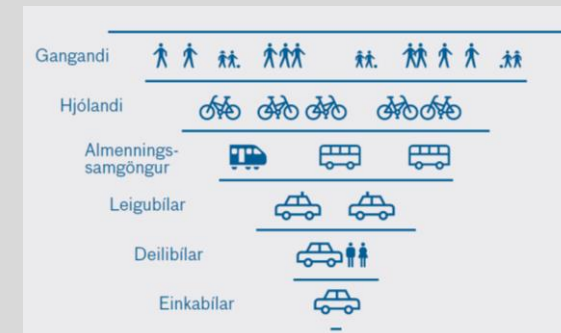 Gangandi
Hjólandi
Almennings-
samgöngur
Leigubílar
Deilibílar
Einkabílar